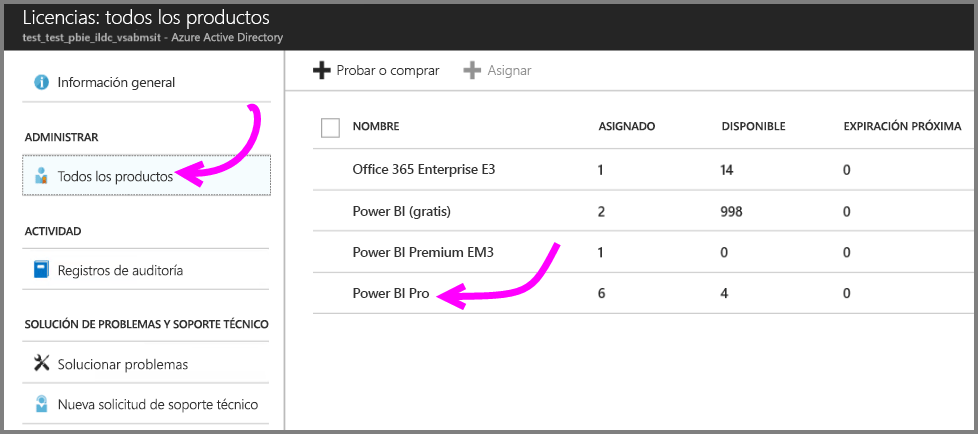 Licencias: todos los productos
test_test_pbie_ildc_vsabmsit - Azure Active Directory
Información general
ADMINISTRAR
Todos los productos
ACTIVIDAD
Registros de auditoría
SOLUCIÓN DE PROBLEMAS Y SOPORTE TÉCNICO
Solucionar problemas
Nueva solicitud de soporte técnico
Probar o comprar Asignar
NOMBRE ASIGNADO DISPONIBLE EXPIRACIÓN PRÓXIMA
Office 365 Enterprise E3 1 14 0
Power BI (gratis) 2 998 0
Power BI Premium EM3 1 0 0
Power BI Pro 6 4 0